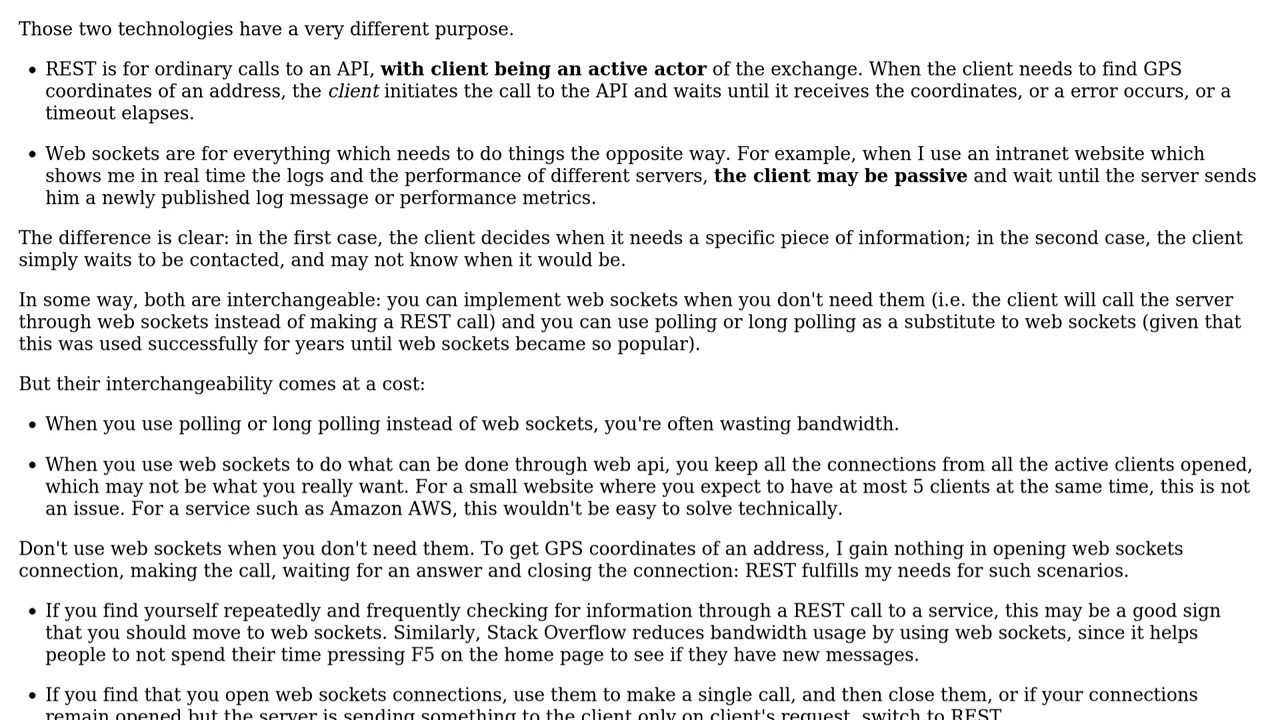 Those two technologies have a very different purpose.
• REST is for ordinary calls to an API, with client being an active actor of the exchange. When the client needs to find GPS
coordinates of an address, the client initiates the call to the API and waits until it receives the coordinates, or a error occurs, or a
timeout elapses.
• Web sockets are for everything which needs to do things the opposite way. For example, when I use an intranet website which
shows me in real time the logs and the performance of different servers, the client may be passive and wait until the server sends
him a newly published log message or performance metrics.
The difference is clear: in the first case, the client decides when it needs a specific piece of information; in the second case, the client
simply waits to be contacted, and may not know when it would be.
In some way, both are interchangeable: you can implement web sockets when you don't need them (i.e. the client will call the server
through web sockets instead of making a REST call) and you can use polling or long polling as a substitute to web sockets (given that
this was used successfully for years until web sockets became so popular).
But their interchangeability comes at a cost:
• When you use polling or long polling instead of web sockets, you're often wasting bandwidth.
• When you use web sockets to do what can be done through web api, you keep all the connections from all the active clients opened,
which may not be what you really want. For a small website where you expect to have at most 5 clients at the same time, this is not
an issue. For a service such as Amazon AWS, this wouldn't be easy to solve technically.
Don't use web sockets when you don't need them. To get GPS coordinates of an address, I gain nothing in opening web sockets
connection, making the call, waiting for an answer and closing the connection: REST fulfills my needs for such scenarios.
• If you find yourself repeatedly and frequently checking for information through a REST call to a service, this may be a good sign
that you should move to web sockets. Similarly, Stack Overflow reduces bandwidth usage by using web sockets, since it helps
people to not spend their time pressing F5 on the home page to see if they have new messages.
• If you find that you open web sockets connections, use them to make a single call, and then close them, or if your connections
remain opened but the server is sending something to the client only on client's request, switch to REST.